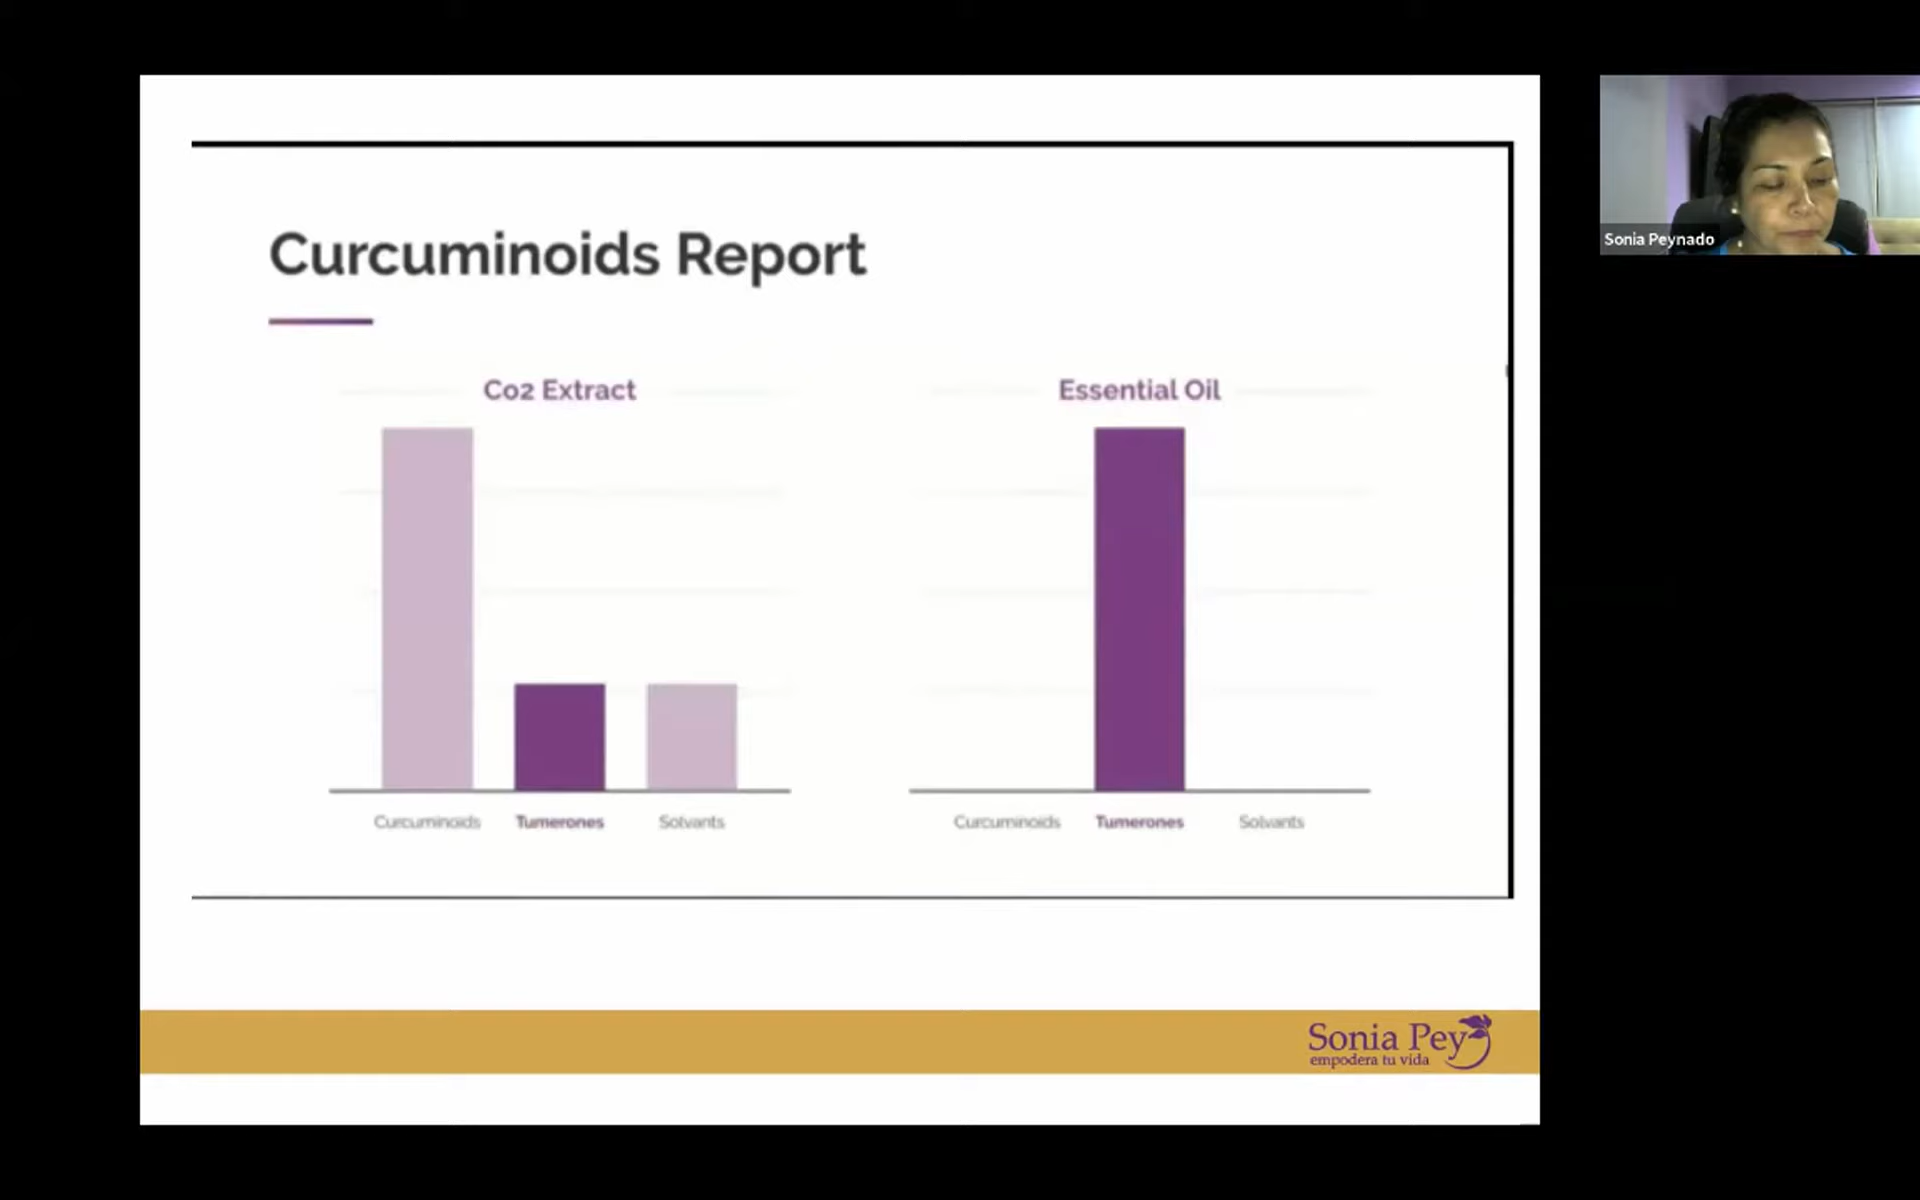 Curcuminoids Report
Co2 Extract
Curcuminoids Tumerones Solvants
Essential Oil
Curcuminoids Tumerones Solvants
Sonia Pey
empodera tu vida
Sonia Peynado